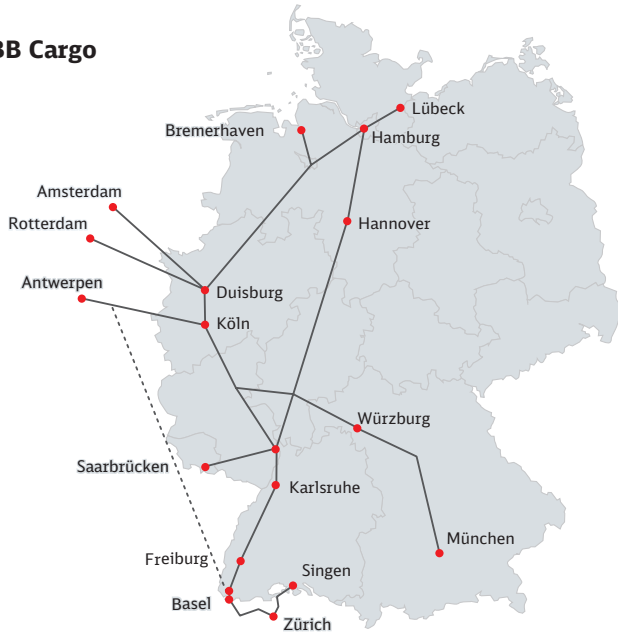 BB Cargo
Lübeck
Bremerhaven
Hamburg
Amsterdam
Rotterdam
Hannover
Antwerpen
Duisburg
Köln
Würzburg
Saarbrücken
Karlsruhe
München
Freiburg
Singen
Basel
Zürich